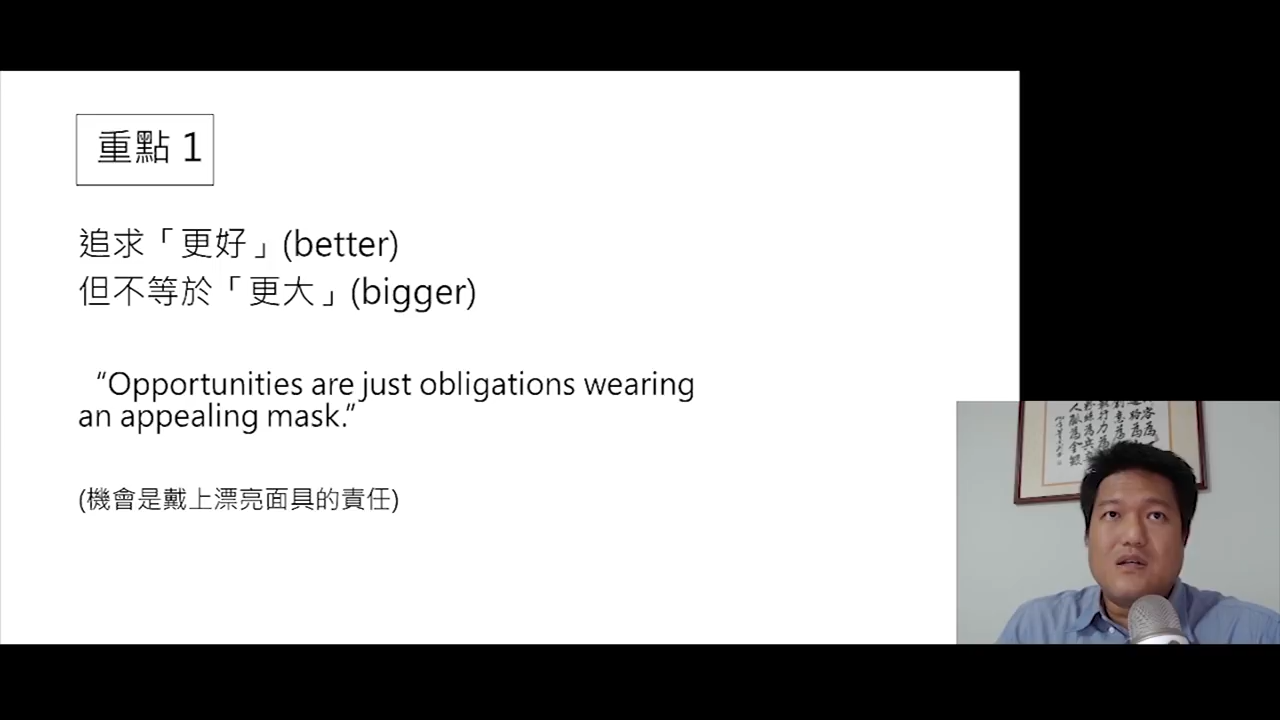 重點 1
追求「更好」(better)
但不等於「更大」(bigger)
“Opportunities are just obligations wearing
an appealing mask.”
(機會是戴上漂亮面具的責任)